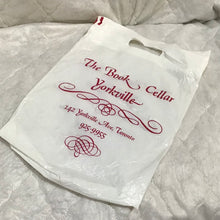 The Book Cellar
Yorkville
142 Yorkville Ave, Toronto
925-9955